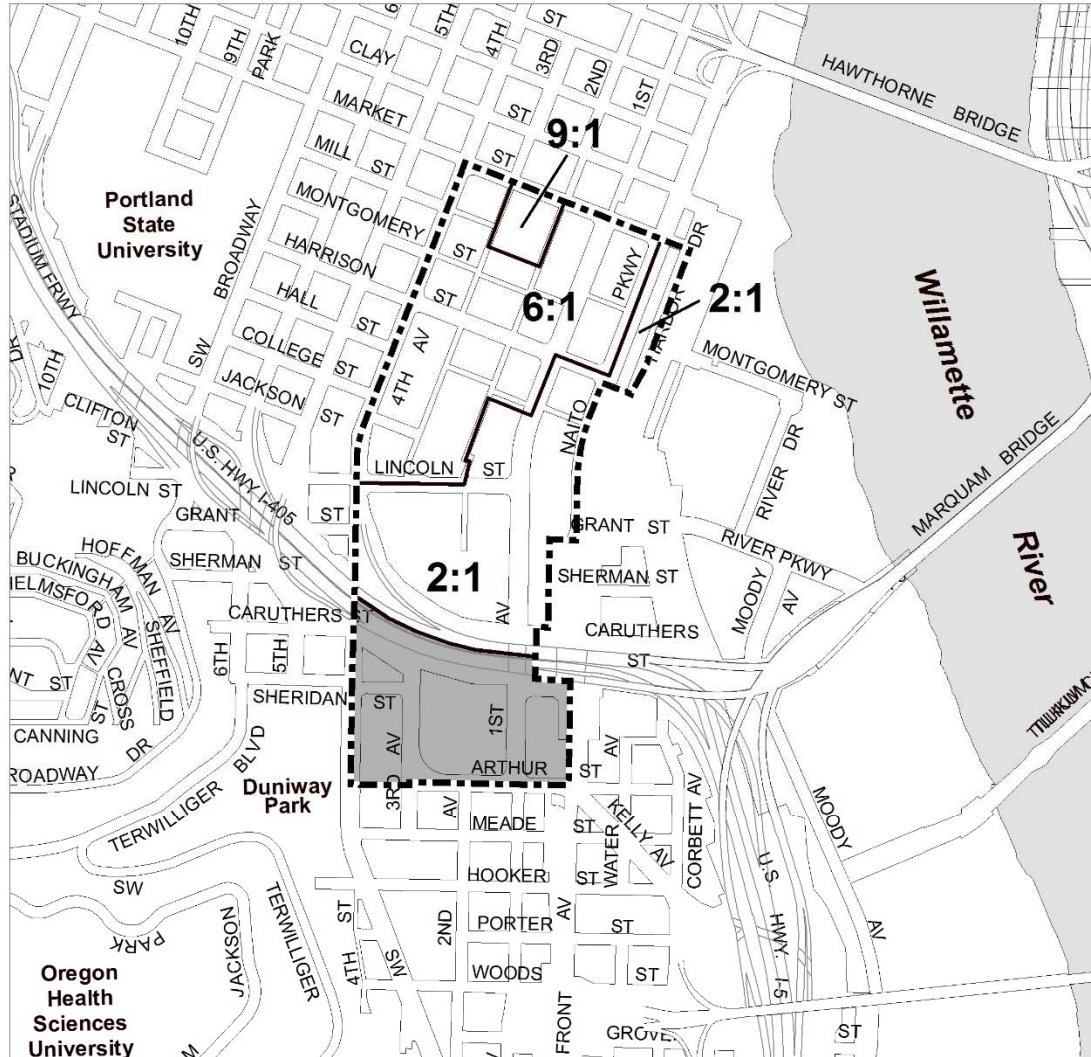 10TH
9TH
PARK
6
5TH
4TH
ST
3RD
2ND
1ST
CLAY
MARKET
ST
ST
HAWTHORNE BRIDGE
MILL
ST
9:1
MONTGOMERY
ST
Portland
State
University
STADIUM FRWY
BROADWAY
SW
HARRISON
ST
HALL
ST
COLLEGE
ST
JACKSON
ST
AV
4TH
6:1
PKWY
DR
HARBOR
2:1
MONTGOMERY ST
Willamette
River
DR
10TH
CLIFTON
ST
U.S. HWY I-405
LINCOLN ST
LINCOLN ST
NAITO
RIVER DR
MARQUAM BRIDGE
GRANT
ST
GRANT ST
RIVER PKWY
SHERMAN ST
SHERMAN ST
2:1
MOODY
AV
HOFFMAN AV
BUCKINGHAM AV
HELMSFORD AV
SHEFFIELD
CROSS
ST
NT ST
CANNING
ROADWAY DR
CARUTHERS ST
AV
CARUTHERS
ST
6TH
5TH
SHERIDAN
ST
BLVD
AV
3RD
1ST
AV
ARTHUR
ST
Duniway
Park
TERWILLIGER
AV
MEADE
ST
KELLY AV
WATER
CORBETT AV
MOODY
AV
U.S
HWY. I-5
SW
PARK
TERWILLIGER
JACKSON
HOOKER
ST
ST
4TH
SW
2ND
PORTER
AV
ST
WOODS
ST
FRONT
ST
Oregon
Health
Sciences
University
M